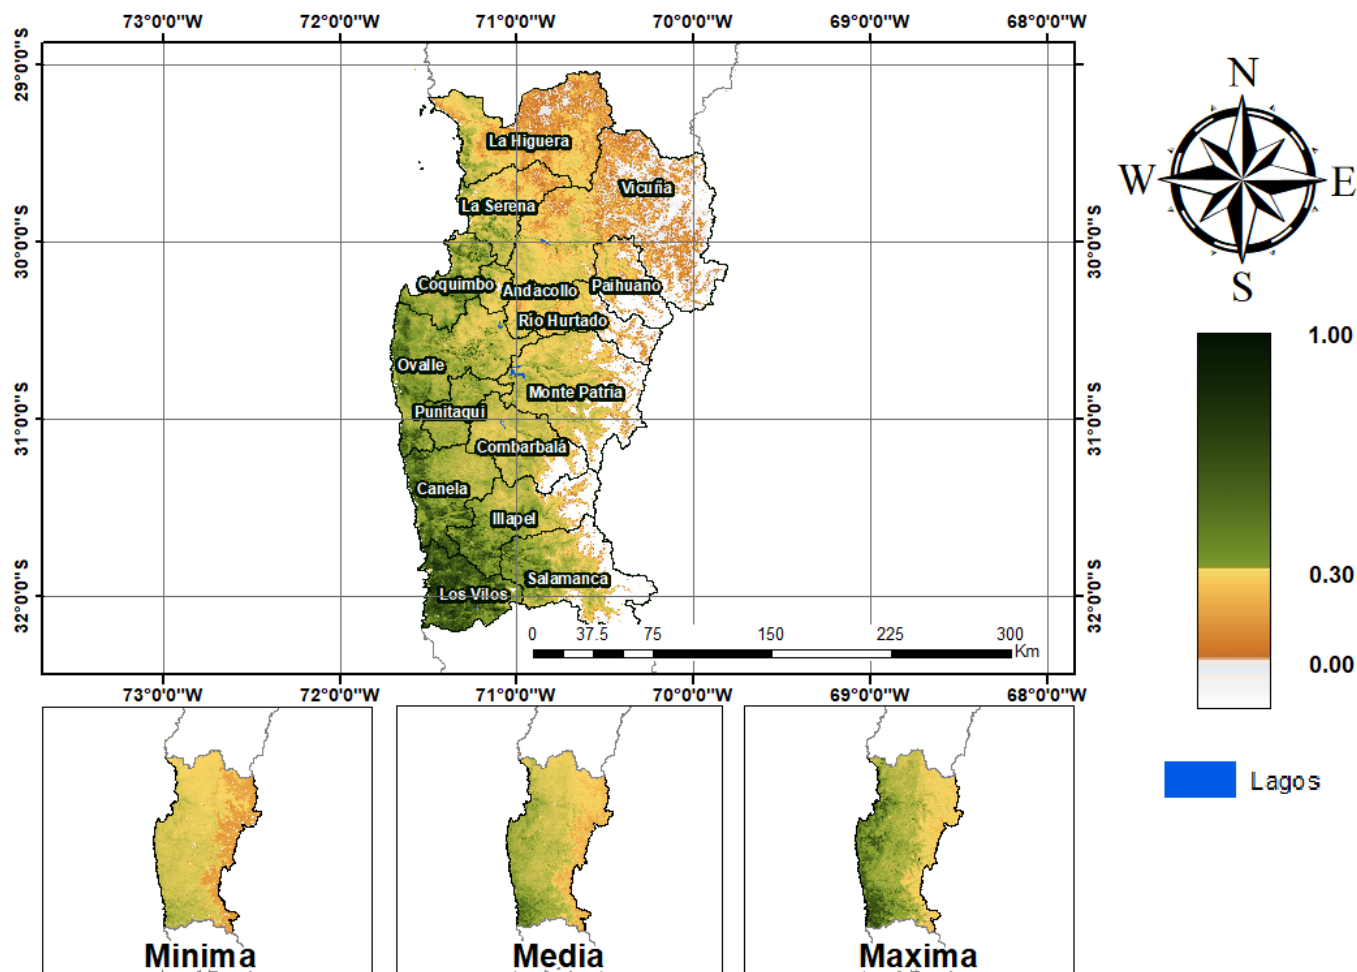 73°0'0"W 72°0'0"W 71°0'0"W 70°0'0"W 69°0'0"W 68°0'0"W
29°0'0"S
29°0'0"S
N
La Higuera
Vicuña
W E
La Serena
30°0'0"S
30°0'0"S
Coquimbo
Andacollo
Paihuano
S
Río Hurtado
1.00
Ovalle
Monte Patria
Punitaqui
31°0'0"S
31°0'0"S
Combarbalá
Canela
Illapel
Salamanca
0.30
Los Vilos
32°0'0"S
32°0'0"S
0 37.5 75 150 225 300
Km
0.00
73°0'0"W 72°0'0"W 71°0'0"W 70°0'0"W 69°0'0"W 68°0'0"W
Lagos
Minima Media Maxima